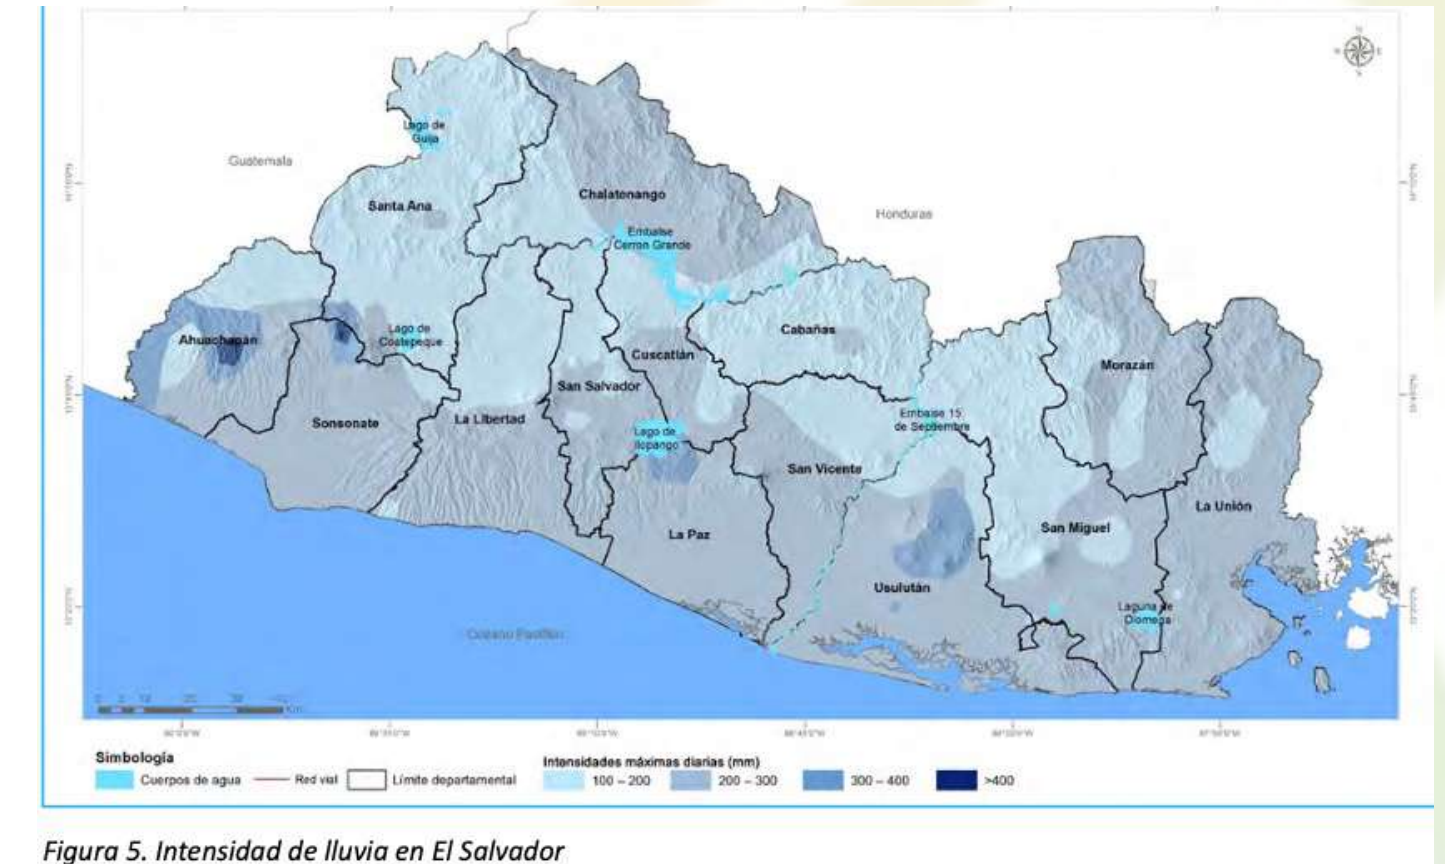 Lago de
Guija
Guatemala
Santa Ana
Chalatenango
Honduras
Embalse
Cerron Grande
Ahuachapán
Lago de
Coatepeque
Cabañas
Cuscatlán
Morazán
San Salvador
Sonsonate
La Libertad
Embalse 15
de Septiembre
Lago de
Ilopango
San Vicente
La Unión
San Miguel
La Paz
Usulután
Laguna de
Olomega
Océano Pacífico
Km
Simbología
Cuerpos de agua
Red vial
Límite departamental
Intensidades máximas diarias (mm)
100 – 200
200 – 300
300 – 400
>400
Figura 5. Intensidad de lluvia en El Salvador